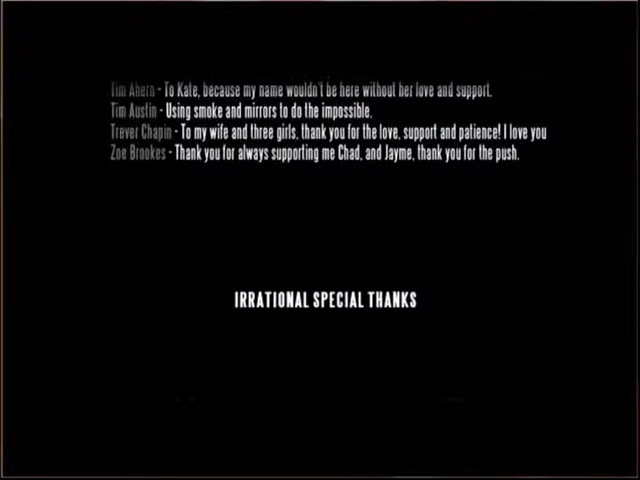 Tim Ahern - To Kate, because my name wouldn't be here without her love and support.
Tim Austin - Using smoke and mirrors to do the impossible.
Trever Chapin - To my wife and three girls, thank you for the love, support and patience! I love you
Zoe Brookes - Thank you for always supporting me Chad, and Jayme, thank you for the push.
IRRATIONAL SPECIAL THANKS